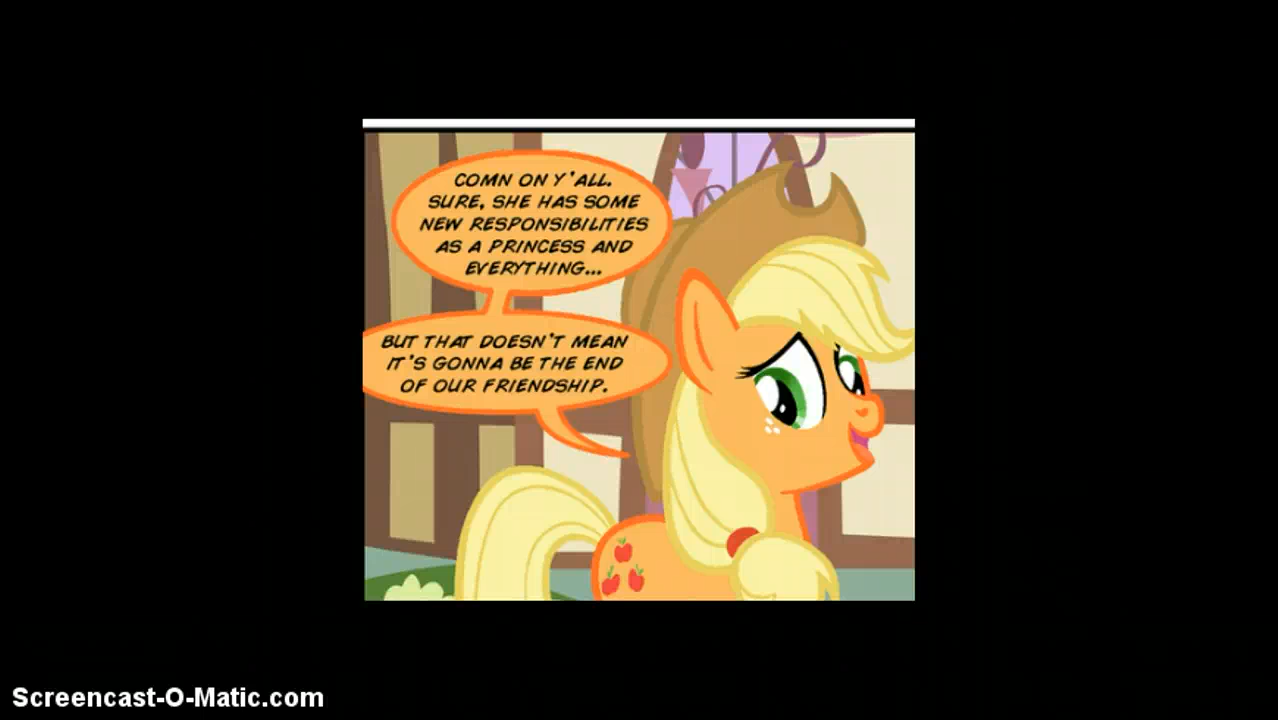 COMN ON Y'ALL.
SURE, SHE HAS SOME
NEW RESPONSIBILITIES
AS A PRINCESS AND
EVERYTHING...
BUT THAT DOESN'T MEAN
IT'S GONNA BE THE END
OF OUR FRIENDSHIP.
Screencast-O-Matic.com